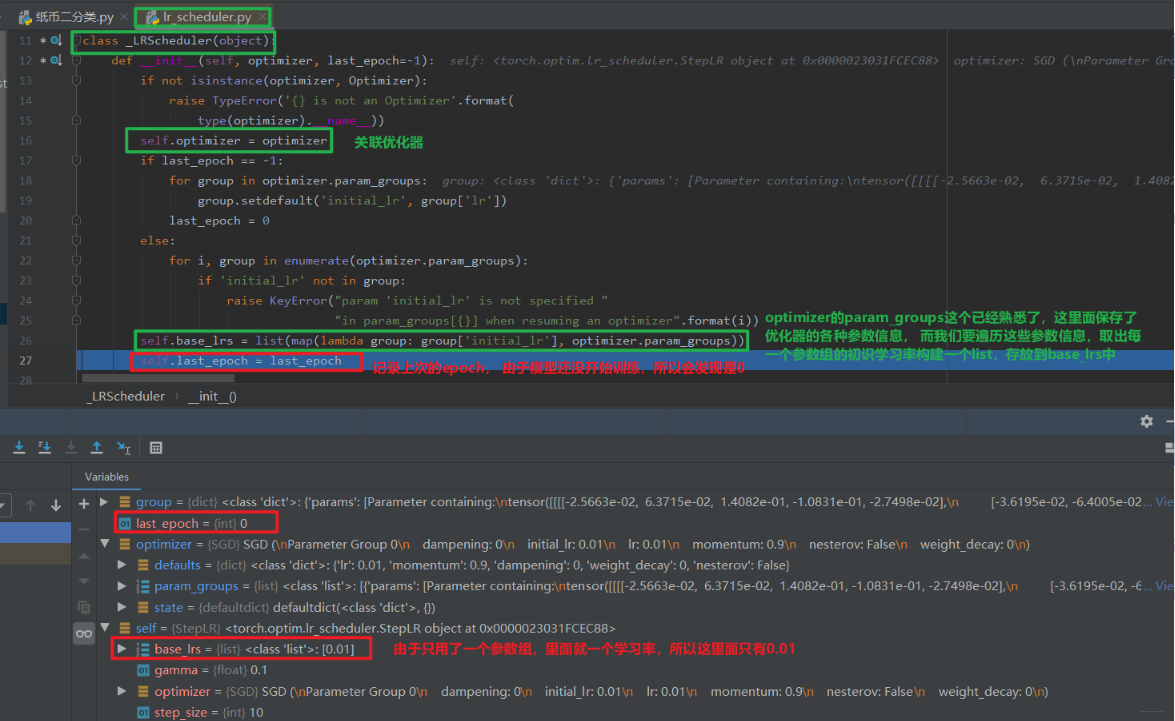 纸币二分类.py × lr_scheduler.py ×
11 class _LRScheduler(object):
12 def __init__(self, optimizer, last_epoch=-1): self: <torch.optim.lr_scheduler.StepLR object at 0x0000023031FCEC88> optimizer: SGD (\nParameter Gro
13 if not isinstance(optimizer, Optimizer):
14 raise TypeError('{} is not an Optimizer'.format(
15 type(optimizer).__name__))
16 self.optimizer = optimizer 关联优化器
17 if last_epoch == -1:
18 for group in optimizer.param_groups: group: <class 'dict'>: {'params': [Parameter containing:\ntensor([[[[-2.5663e-02, 6.3715e-02, 1.4082
19 group.setdefault('initial_lr', group['lr'])
20 last_epoch = 0
21 else:
22 for i, group in enumerate(optimizer.param_groups):
23 if 'initial_lr' not in group:
24 raise KeyError("param 'initial_lr' is not specified "
25 "in param_groups[{}] when resuming an optimizer".format(i))
optimizer的param_groups这个已经熟悉了，这里面保存了
优化器的各种参数信息， 而我们要遍历这些参数信息，取出每
一个参数组的初识学习率构建一个list，存放到base_lrs中
26 self.base_lrs = list(map(lambda group: group['initial_lr'], optimizer.param_groups))
27 self.last_epoch = last_epoch 记录上次的epoch， 由于模型还没开始训练，所以会发现是0
28
_LRScheduler › __init__()
Variables
group = {dict} <class 'dict'>: {'params': [Parameter containing:\ntensor([[[[[-2.5663e-02, 6.3715e-02, 1.4082e-01, -1.0831e-01, -2.7498e-02],\n [-3.6195e-02, -6.4005e-02... Vie
last_epoch = {int} 0
optimizer = {SGD} SGD (\nParameter Group 0\n dampening: 0\n initial_lr: 0.01\n lr: 0.01\n momentum: 0.9\n nesterov: False\n weight_decay: 0\n)
defaults = {dict} <class 'dict'>: {'lr': 0.01, 'momentum': 0.9, 'dampening': 0, 'weight_decay': 0, 'nesterov': False}
param_groups = {list} <class 'list'>: [{'params': [Parameter containing:\ntensor([[[[[-2.5663e-02, 6.3715e-02, 1.4082e-01, -1.0831e-01, -2.7498e-02],\n [-3.6195e-02, -6... Vie
state = {defaultdict} defaultdict(<class 'dict'>, {})
self = {StepLR} <torch.optim.lr_scheduler.StepLR object at 0x0000023031FCEC88>
base_lrs = {list} <class 'list'>: [0.01] 由于只用了一个参数组，里面就一个学习率，所以这里面只有0.01
gamma = {float} 0.1
optimizer = {SGD} SGD (\nParameter Group 0\n dampening: 0\n initial_lr: 0.01\n lr: 0.01\n momentum: 0.9\n nesterov: False\n weight_decay: 0\n)
step_size = {int} 10